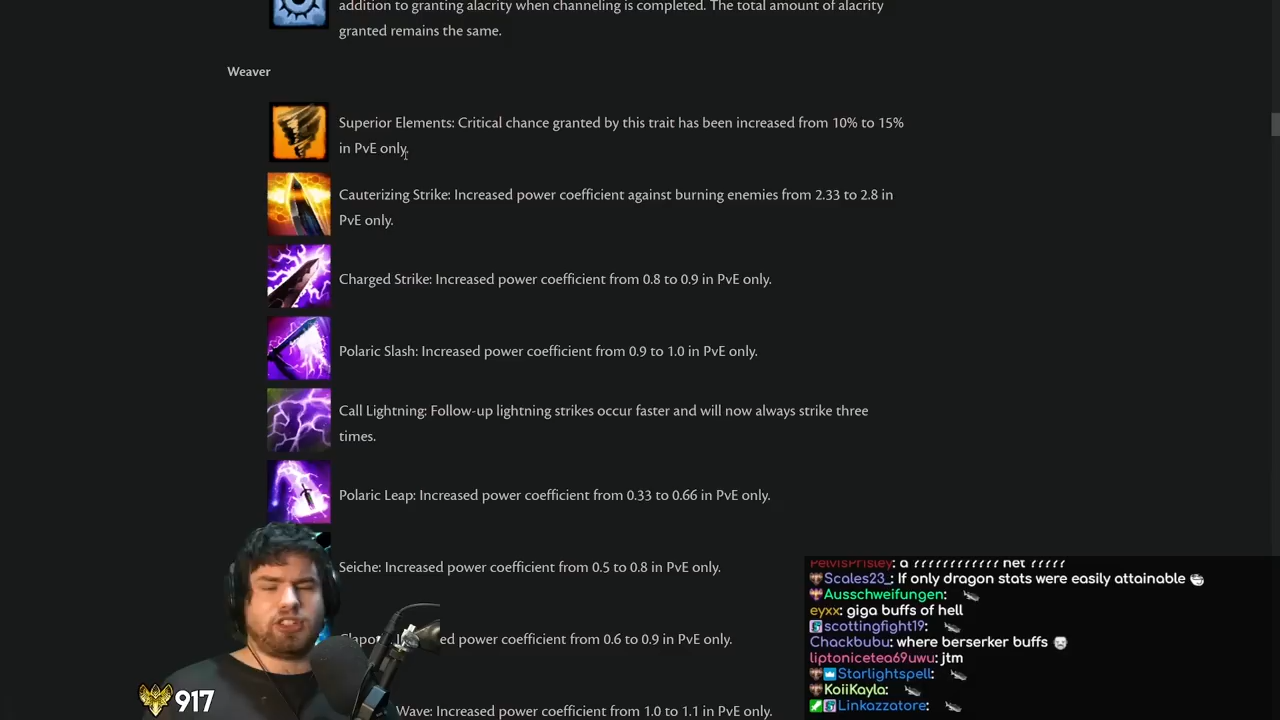 addition to granting alacrity when channeling is completed. The total amount of alacrity
granted remains the same.
Weaver
Superior Elements: Critical chance granted by this trait has been increased from 10% to 15%
in PvE only.
Cauterizing Strike: Increased power coefficient against burning enemies from 2.33 to 2.8 in
PvE only.
Charged Strike: Increased power coefficient from 0.8 to 0.9 in PvE only.
Polaric Slash: Increased power coefficient from 0.9 to 1.0 in PvE only.
Call Lightning: Follow-up lightning strikes occur faster and will now always strike three
times.
Polaric Leap: Increased power coefficient from 0.33 to 0.66 in PvE only.
Seiche: Increased power coefficient from 0.5 to 0.8 in PvE only.
power coefficient from 0.6 to 0.9 in PvE only.
Wave: Increased power coefficient from 1.0 to 1.1 in PvE only.
PelvisPrisley: a ???????????? net ?????
Scales23_: If only dragon stats were easily attainable
Ausschweifungen:
eyxx: giga buffs of hell
scottingfight19:
Chackbubu: where berserker buffs
liptonicetea69uwu: jtm
Starlightspell:
KoiiKayla:
Linkazzatore:
917